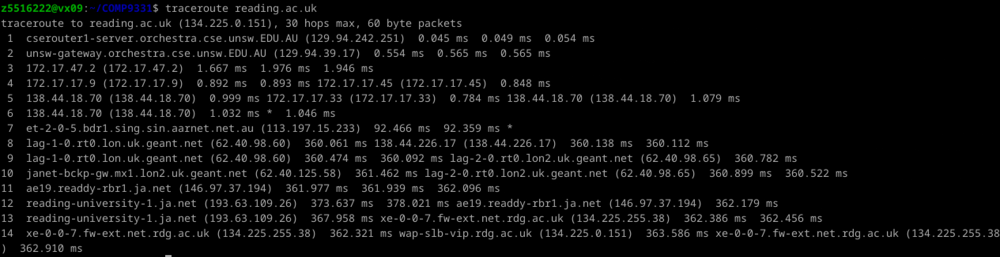 z5516222@vx09:~/COMP9331$ traceroute reading.ac.uk
traceroute to reading.ac.uk (134.225.0.151), 30 hops max, 60 byte packets
 1  cserouter1-server.orchestra.cse.unsw.EDU.AU (129.94.242.251)  0.045 ms  0.049 ms  0.054 ms
 2  unsw-gateway.orchestra.cse.unsw.EDU.AU (129.94.39.17)  0.554 ms  0.565 ms  0.565 ms
 3  172.17.47.2 (172.17.47.2)  1.667 ms  1.976 ms  1.946 ms
 4  172.17.17.9 (172.17.17.9)  0.892 ms  0.893 ms 172.17.17.45 (172.17.17.45)  0.848 ms
 5  138.44.18.70 (138.44.18.70)  0.999 ms 172.17.17.33 (172.17.17.33)  0.784 ms 138.44.18.70 (138.44.18.70)  1.079 ms
 6  138.44.18.70 (138.44.18.70)  1.032 ms *  1.046 ms
 7  et-2-0-5.bdr1.sing.sin.aarnet.net.au (113.197.15.233)  92.466 ms  92.359 ms *
 8  lag-1-0.rt0.lon.uk.geant.net (62.40.98.60)  360.061 ms 138.44.226.17 (138.44.226.17)  360.138 ms  360.112 ms
 9  lag-1-0.rt0.lon.uk.geant.net (62.40.98.60)  360.474 ms  360.092 ms lag-2-0.rt0.lon2.uk.geant.net (62.40.98.65)  360.782 ms
10  janet-bckp-gw.mx1.lon2.uk.geant.net (62.40.125.58)  361.462 ms lag-2-0.rt0.lon2.uk.geant.net (62.40.98.65)  360.899 ms  360.522 ms
11  ae19.readdy-rbr1.ja.net (146.97.37.194)  361.977 ms  361.939 ms  362.096 ms
12  reading-university-1.ja.net (193.63.109.26)  373.637 ms  378.021 ms ae19.readdy-rbr1.ja.net (146.97.37.194)  362.179 ms
13  reading-university-1.ja.net (193.63.109.26)  367.958 ms xe-0-0-7.fw-ext.net.rdg.ac.uk (134.225.255.38)  362.386 ms  362.456 ms
14  xe-0-0-7.fw-ext.net.rdg.ac.uk (134.225.255.38)  362.321 ms wap-slb-vip.rdg.ac.uk (134.225.0.151)  363.586 ms xe-0-0-7.fw-ext.net.rdg.ac.uk (134.225.255.38
)  362.910 ms